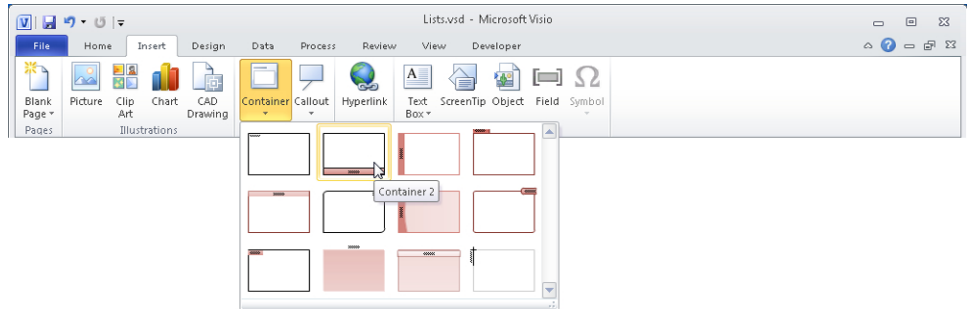 Lists.vsd - Microsoft Visio
File Home Insert Design Data Process Review View Developer
Blank Page Picture Clip Art Chart CAD Drawing Container Callout Hyperlink Text Box ScreenTip Object Field Symbol
Pages Illustrations
Container 2